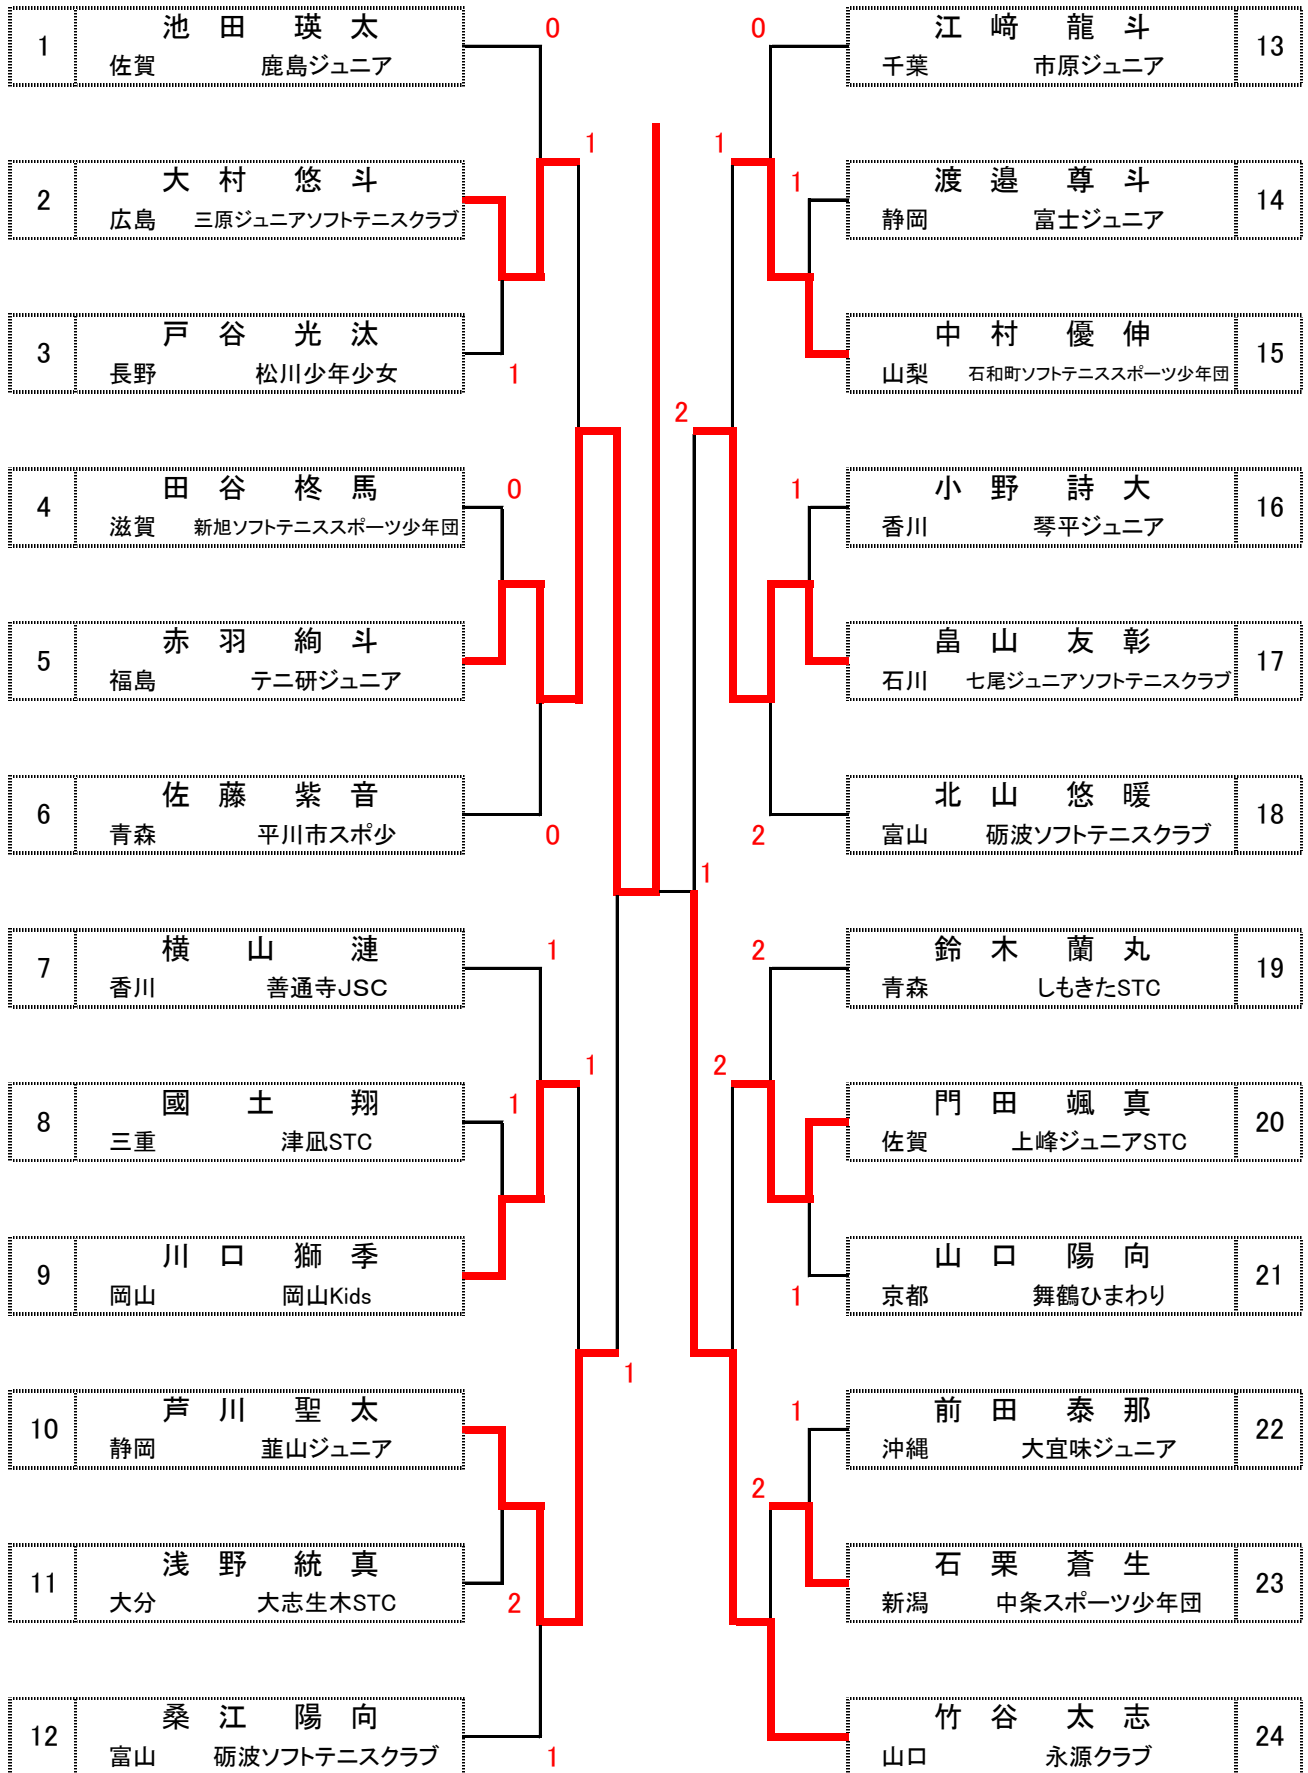 1 池田 瑛太
佐賀 鹿島ジュニア
0
2 大村 悠斗
広島 三原ジュニアソフトテニスクラブ
1
3 戸谷 光汰
長野 松川少年少女
1
4 田谷 柊馬
滋賀 新旭ソフトテニススポーツ少年団
0
5 赤羽 絢斗
福島 テニ研ジュニア
6 佐藤 紫音
青森 平川市スポ少
0
7 横山 漣
香川 善通寺JSC
1
8 國土 翔
三重 津凪STC
1
1
9 川口 獅季
岡山 岡山Kids
1
10 芦川 聖太
静岡 韮山ジュニア
11 浅野 統真
大分 大志生木STC
2
12 桑江 陽向
富山 砺波ソフトテニスクラブ
1
0
江﨑 龍斗 13
千葉 市原ジュニア
1
1
渡邉 尊斗 14
静岡 富士ジュニア
中村 優伸 15
山梨 石和町ソフトテニススポーツ少年団
2
1
小野 詩大 16
香川 琴平ジュニア
畠山 友彰 17
石川 七尾ジュニアソフトテニスクラブ
北山 悠暖 18
富山 砺波ソフトテニスクラブ
2
1
2
鈴木 蘭丸 19
青森 しもきたSTC
2
門田 颯真 20
佐賀 上峰ジュニアSTC
山口 陽向 21
京都 舞鶴ひまわり
1
1
前田 泰那 22
沖縄 大宜味ジュニア
2
石栗 蒼生 23
新潟 中条スポーツ少年団
竹谷 太志 24
山口 永源クラブ